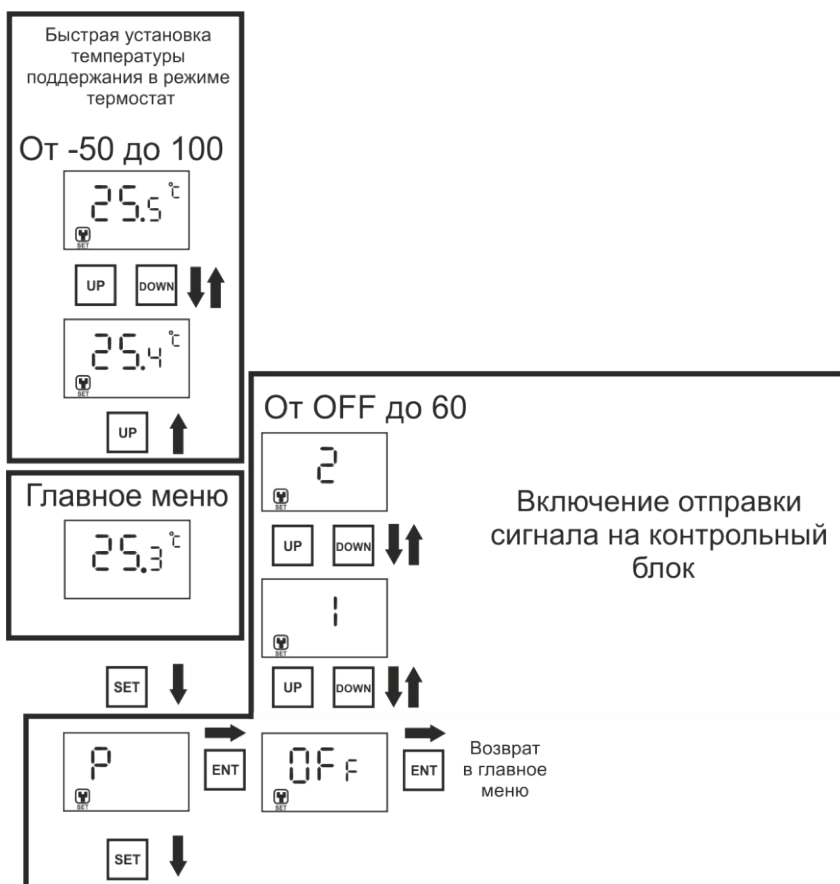 Быстрая установка
температуры
поддержания в режиме
термостат
От -50 до 100
25.5 °C
SET
UP DOWN
25.4 °C
SET
UP
Главное меню
25.3 °C
SET
От OFF до 60
2
SET
UP DOWN
1
SET
UP DOWN
Включение отправки
сигнала на контрольный
блок
P
SET
ENT
OFF
SET
ENT
Возврат
в главное
меню
SET